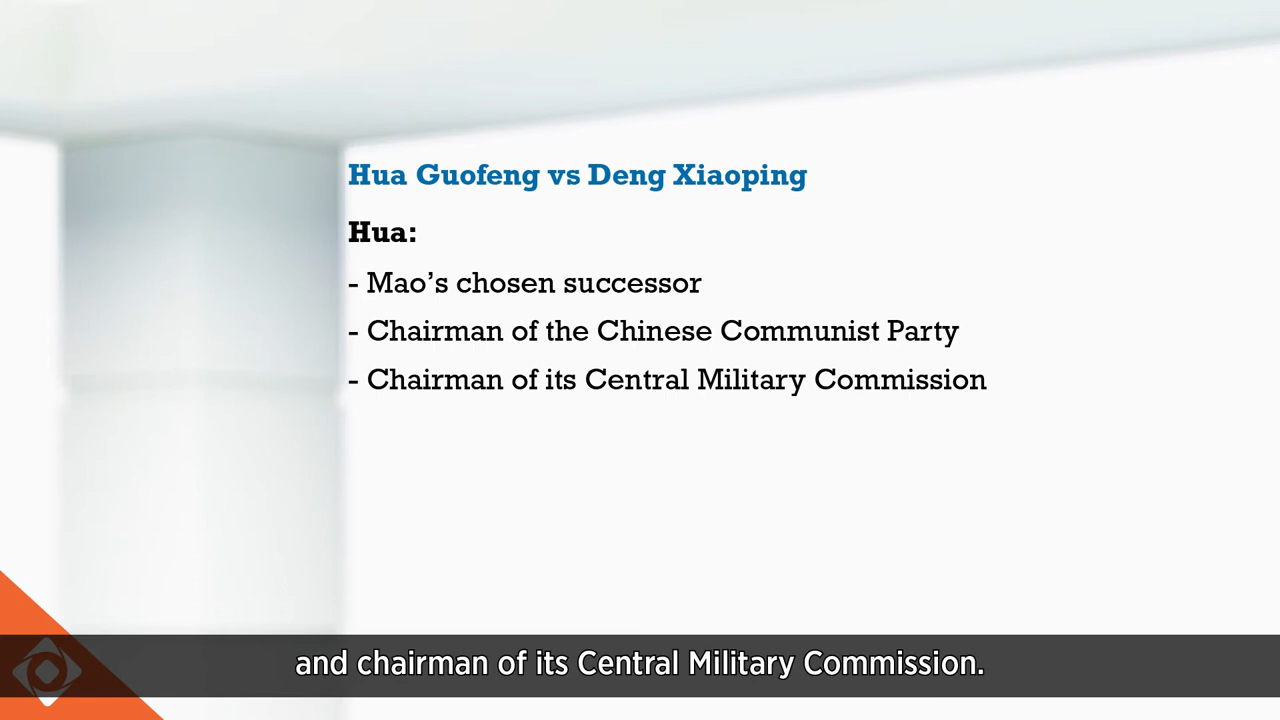 Hua Guofeng vs Deng Xiaoping
Hua:
- Mao’s chosen successor
- Chairman of the Chinese Communist Party
- Chairman of its Central Military Commission
and chairman of its Central Military Commission.